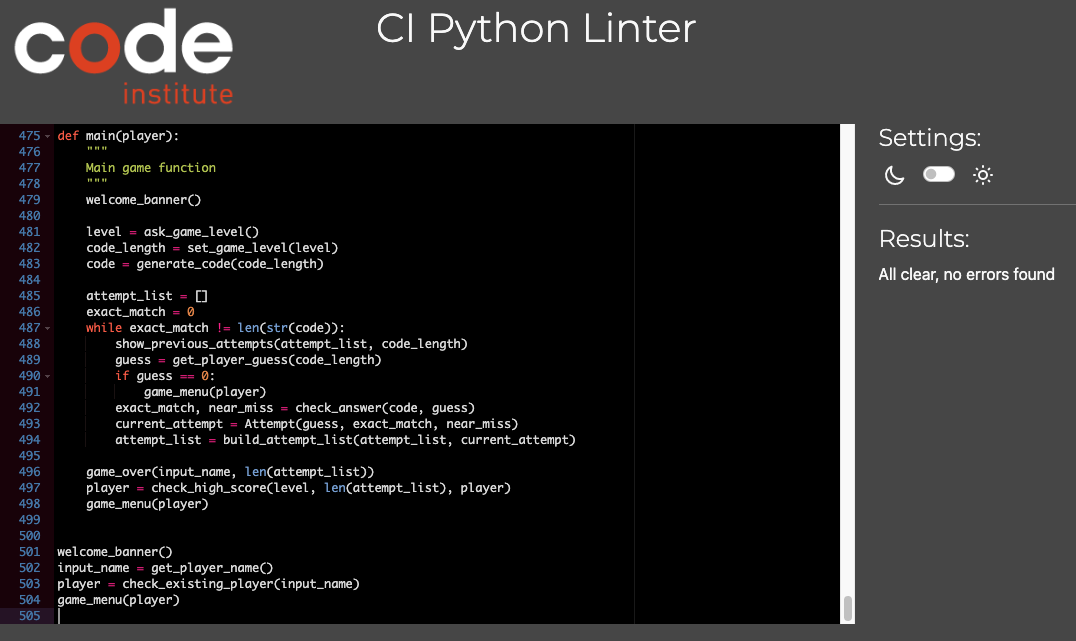 code
institute
CI Python Linter
475 def main(player):
476     """
477     Main game function
478     """
479     welcome_banner()
480
481     level = ask_game_level()
482     code_length = set_game_level(level)
483     code = generate_code(code_length)
484
485     attempt_list = []
486     exact_match = 0
487     while exact_match != len(str(code)):
488         show_previous_attempts(attempt_list, code_length)
489         guess = get_player_guess(code_length)
490         if guess == 0:
491             game_menu(player)
492         exact_match, near_miss = check_answer(code, guess)
493         current_attempt = Attempt(guess, exact_match, near_miss)
494         attempt_list = build_attempt_list(attempt_list, current_attempt)
495
496     game_over(input_name, len(attempt_list))
497     player = check_high_score(level, len(attempt_list), player)
498     game_menu(player)
499
500
501 welcome_banner()
502 input_name = get_player_name()
503 player = check_existing_player(input_name)
504 game_menu(player)
505
Settings:
Results:
All clear, no errors found